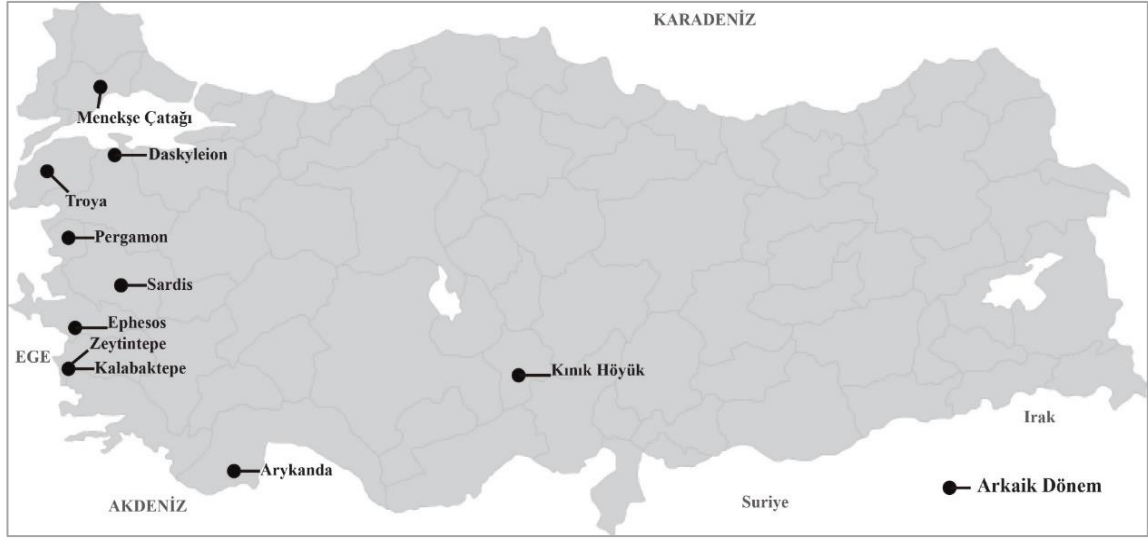 KARADENİZ
Menekşe Çatağı
Daskyleion
Troya
Pergamon
Sardis
Ephesos
Zeytintepe
EGE
Kalabaktepe
Kınık Höyük
Irak
Arykanda
Arkaik Dönem
AKDENİZ
Suriye